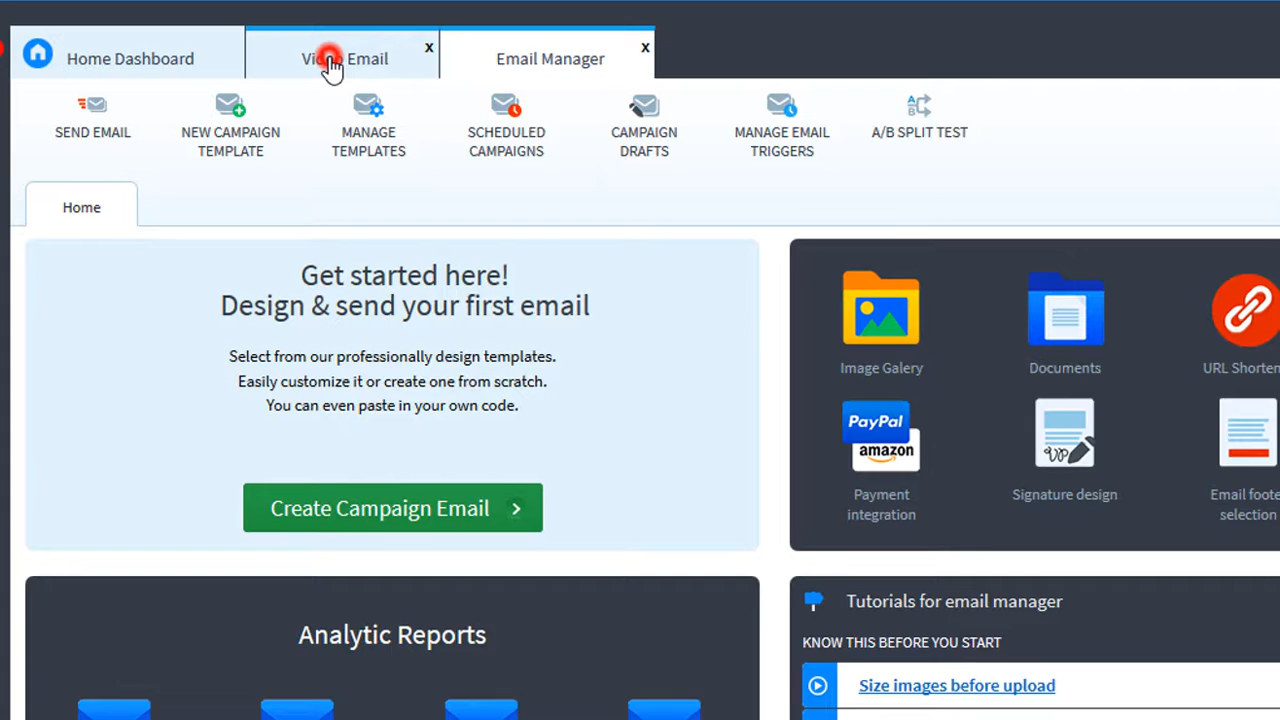 Home Dashboard
Email
x
Email Manager
x
SEND EMAIL
NEW CAMPAIGN
TEMPLATE
MANAGE
TEMPLATES
SCHEDULED
CAMPAIGNS
CAMPAIGN
DRAFTS
MANAGE EMAIL
TRIGGERS
A
B
A/B SPLIT TEST
Home
Get started here!
Design & send your first email
Select from our professionally design templates.
Easily customize it or create one from scratch.
You can even paste in your own code.
Create Campaign Email
Image Galery
Documents
PayPal
amazon
Payment
integration
Signature design
Email
selection
URL
Analytic Reports
Tutorials for email manager
KNOW THIS BEFORE YOU START
Size images before upload